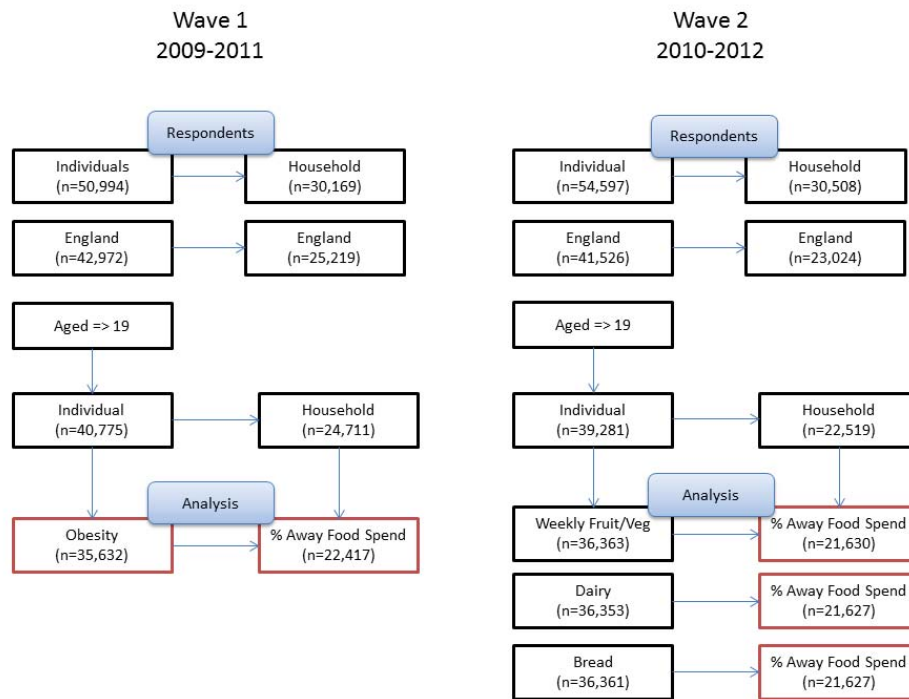 Wave 1
2009-2011
Respondents
Individuals
(n=50,994)
Household
(n=30,169)
England
(n=42,972)
England
(n=25,219)
Aged => 19
Individual
(n=40,775)
Household
(n=24,711)
Analysis
Obesity
(n=35,632)
% Away Food Spend
(n=22,417)
Wave 2
2010-2012
Respondents
Individual
(n=54,597)
Household
(n=30,508)
England
(n=41,526)
England
(n=23,024)
Aged => 19
Individual
(n=39,281)
Household
(n=22,519)
Analysis
Weekly Fruit/Veg
(n=36,363)
% Away Food Spend
(n=21,630)
Dairy
(n=36,353)
% Away Food Spend
(n=21,627)
Bread
(n=36,361)
% Away Food Spend
(n=21,627)